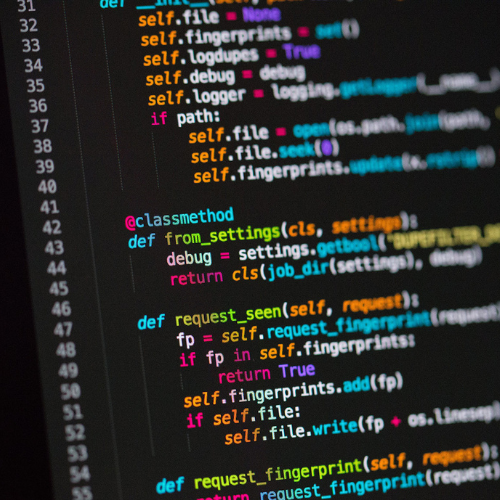 31 def __init__(self, path
32 self.file = None
33 self.fingerprints = set()
34 self.logdupes = True
35 self.debug = debug
36 self.logger = logging.getLogger(__name__)
37 if path:
38 self.file = open(os.path.join(path,
39 self.file.seek(0)
40 self.fingerprints.update(x.rstrip()
41
42 @classmethod
43 def from_settings(cls, settings):
44 debug = settings.getbool("DUPEFILTER_DE
45 return cls(job_dir(settings), debug)
46
47 def request_seen(self, request):
48 fp = self.request_fingerprint(request
49 if fp in self.fingerprints:
50 return True
51 self.fingerprints.add(fp)
52 if self.file:
53 self.file.write(fp + os.linesep
54
55 def request_fingerprint(self, request):
return request_fingerprint(request